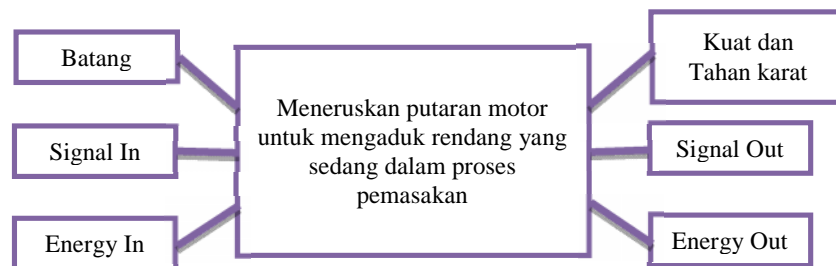 Batang
Signal In
Energy In
Meneruskan putaran motor
untuk mengaduk rendang yang
sedang dalam proses
pemasakan
Kuat dan
Tahan karat
Signal Out
Energy Out